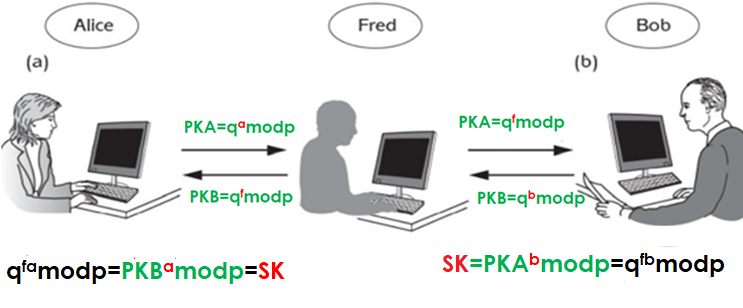 Alice
Fred
Bob
(a)
(b)
PKA=qᵃmodp
PKA=qᶠmodp
PKB=qᶠmodp
PKB=qᵇmodp
qᶠᵃmodp=PKBᵃmodp=SK
SK=PKAᵇmodp=qᶠᵇmodp